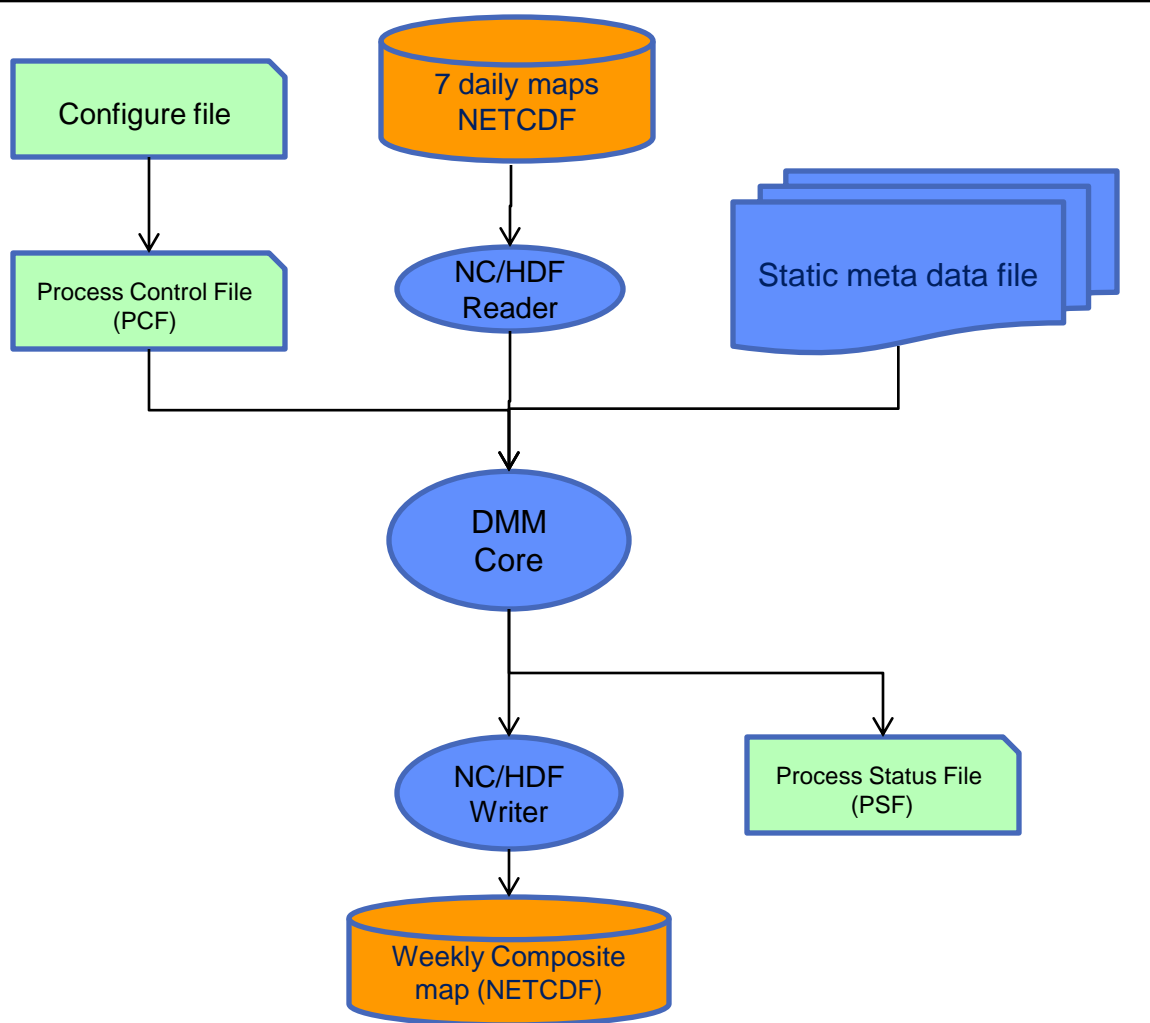 Configure file
7 daily maps
NETCDF
Process Control File
(PCF)
NC/HDF
Reader
Static meta data file
DMM
Core
NC/HDF
Writer
Process Status File
(PSF)
Weekly Composite
map (NETCDF)